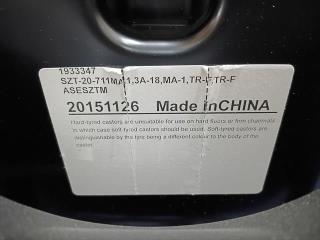 1933347
SZT-20-711MA-1,3A-18,MA-1,TR-F,TR-F
ASESZTM
20151126 Made inCHINA
Hard-tyred castors are unsuitable for use on hard floors or firm chairmats
in which case soft-tyred castors should be used. Soft-tyred castors are
distinguishable by the tyre being a different colour to the body of the
castor.